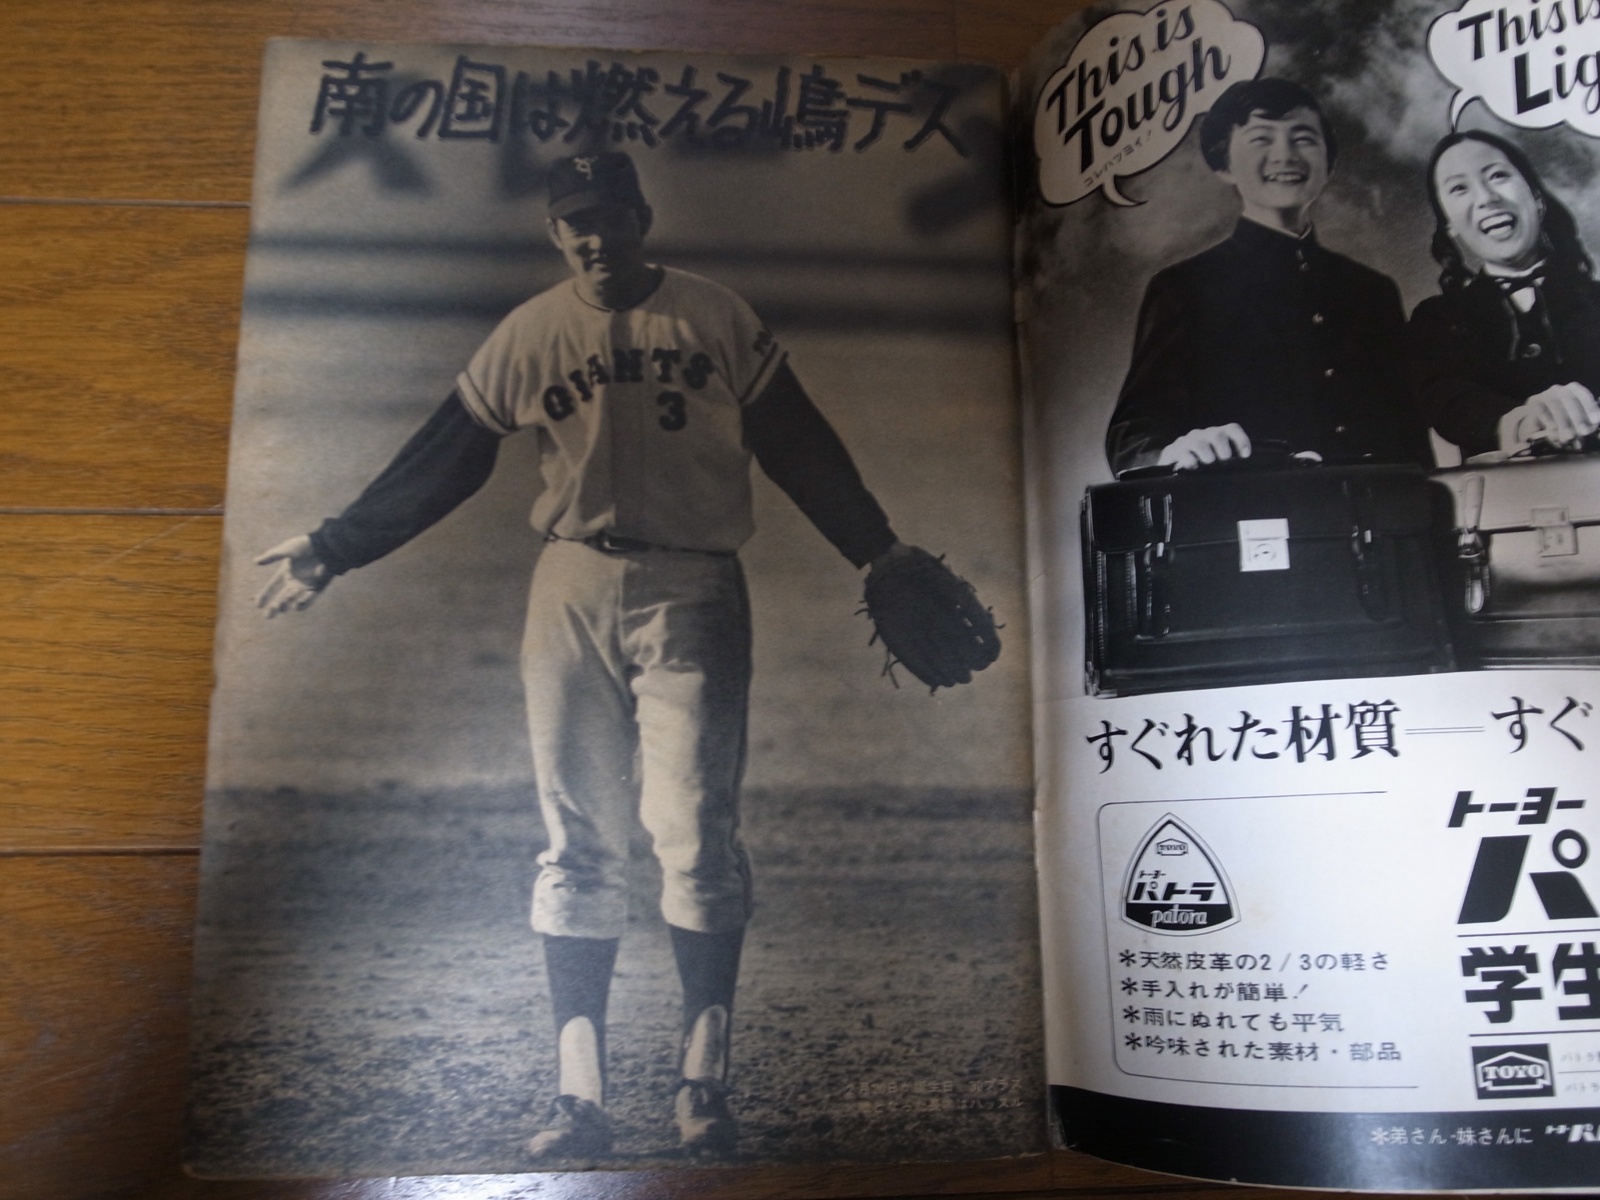 南の国は燃える嶋デス
GIANTS
3
This is
Tough
コレハツヨイ!
This is
すぐれた材質——すぐ
トーヨー
パ
学生
TOYO
トーヨー
パトラ
patora
*天然皮革の2/3の軽さ
*手入れが簡単!
*雨にぬれても平気
*吟味された素材・部品
TOYO
*弟さん・妹さんに